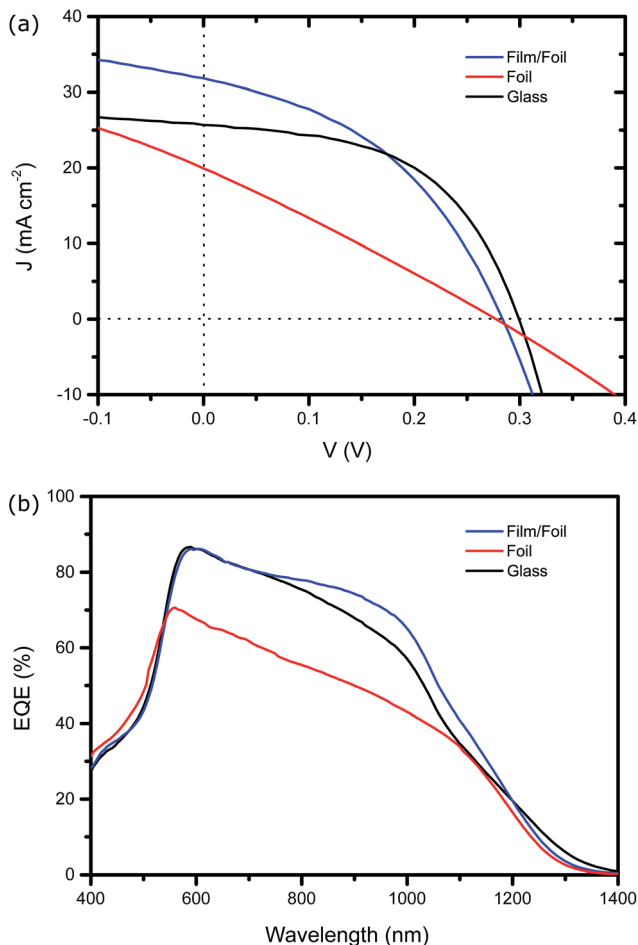 (a)
40
30
20
10
0
-10
J (mA cm⁻²)
Film/Foil
Foil
Glass
-0.1 0.0 0.1 0.2 0.3 0.4
V (V)
(b)
100
80
60
40
20
0
EQE (%)
Film/Foil
Foil
Glass
400 600 800 1000 1200 1400
Wavelength (nm)